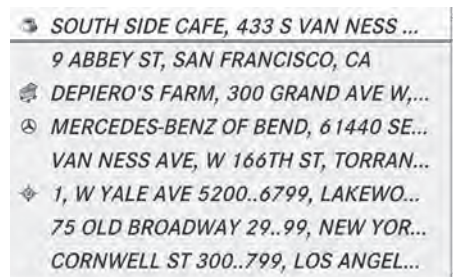 SOUTH SIDE CAFE, 433 S VAN NESS ...
9 ABBEY ST, SAN FRANCISCO, CA
DEPIERO'S FARM, 300 GRAND AVE W,...
MERCEDES-BENZ OF BEND, 61440 SE...
VAN NESS AVE, W 166TH ST, TORRAN...
1, W YALE AVE 5200..6799, LAKEWO...
75 OLD BROADWAY 29..99, NEW YOR...
CORNWELL ST 300..799, LOS ANGEL...